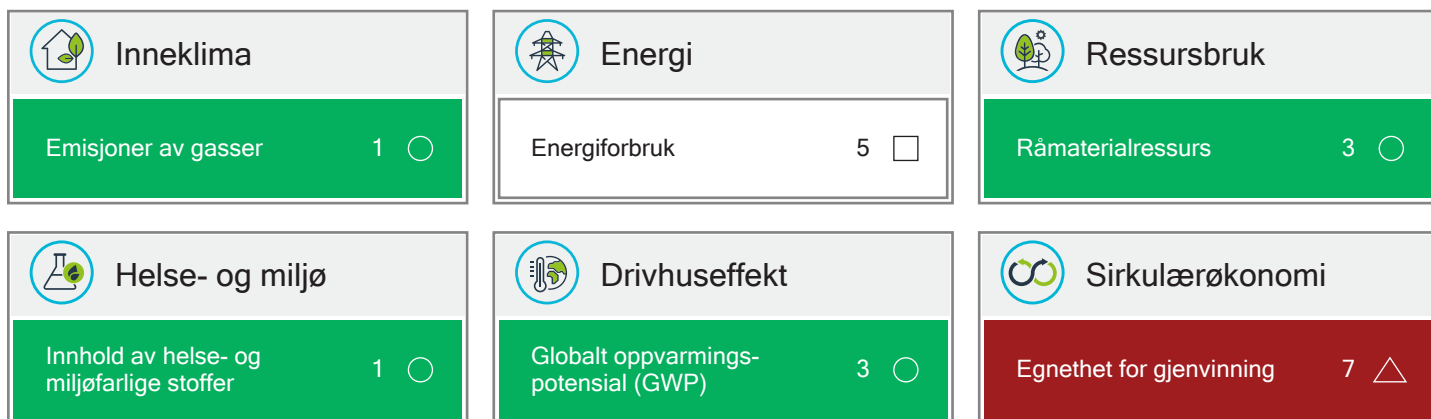 Inneklima
Emisjoner av gasser 1
Energi
Energiforbruk 5
Ressursbruk
Råmaterialressurs 3
Helse- og miljø
Innhold av helse- og
miljøfarlige stoffer 1
Drivhuseffekt
Globalt oppvarmings-
potensial (GWP) 3
Sirkulærøkonomi
Egnethet for gjenvinning 7